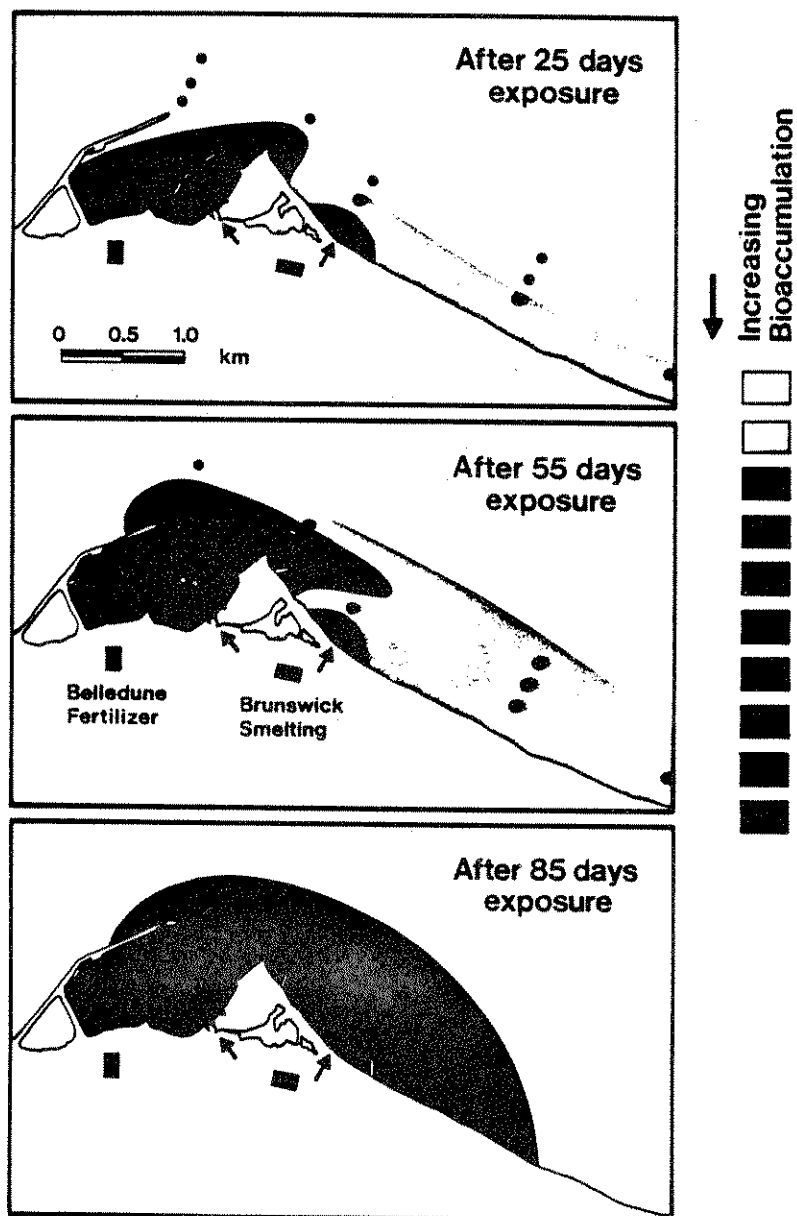 After 25 days
exposure
0 0.5 1.0
km
Increasing
Bioaccumulation
After 55 days
exposure
Belledune
Fertilizer
Brunswick
Smelting
After 85 days
exposure